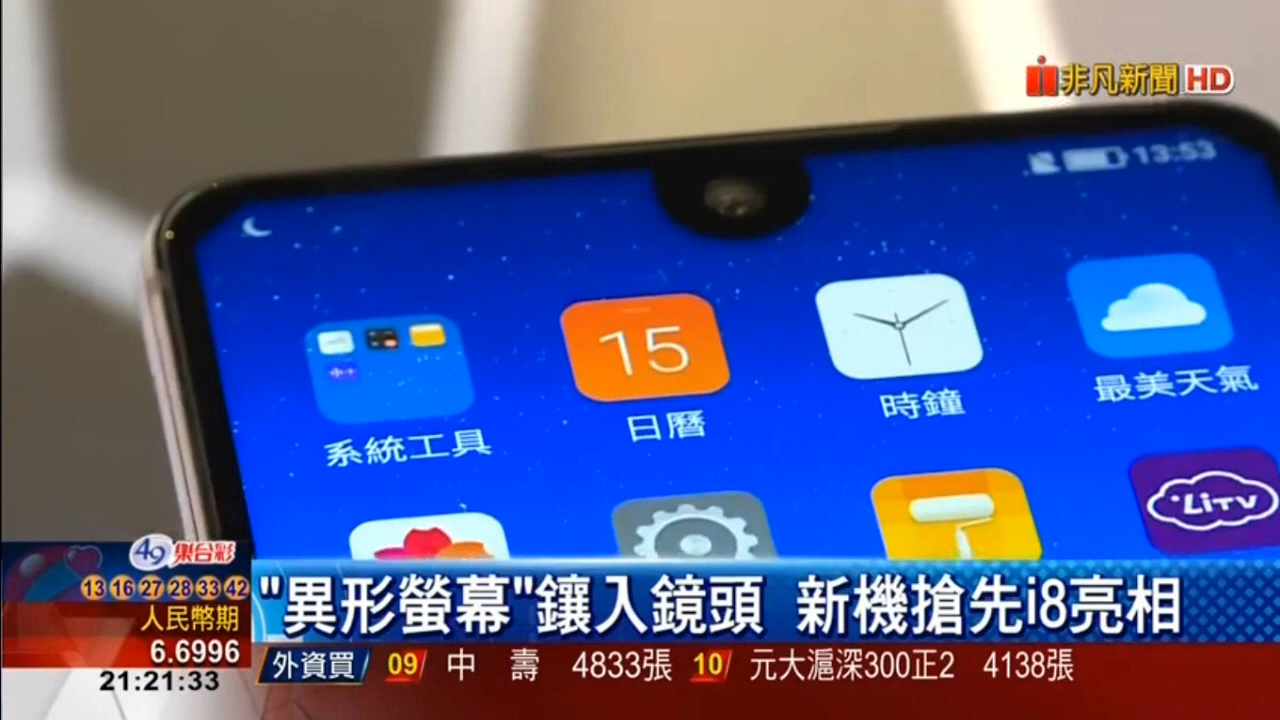 非凡新聞 HD
13:53
15
系統工具
日曆
時鐘
最美天氣
LiTV
49 集合彩
13 16 27 28 33 42
"異形螢幕"鑲入鏡頭 新機搶先i8亮相
人民幣期
6.6996
外資買 09 中 壽 4833張 10 元大滬深300正2 4138張
21:21:33